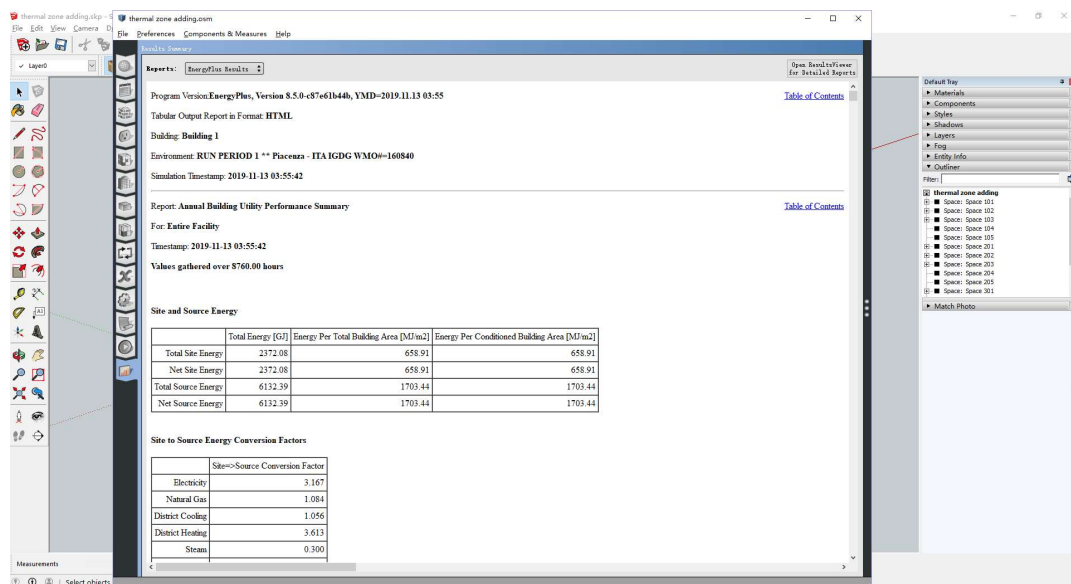 thermal zone adding.skp - S
File Edit View Camera D
Layer0
thermal zone adding.osm
File Preferences Components & Measures Help
Results Summary
Reports: EnergyPlus Results
Open ResultsViewer
for Detailed Reports
Program Version:EnergyPlus, Version 8.5.0-c87e61b44b, YMD=2019.11.13 03:55
Table of Contents
Tabular Output Report in Format: HTML
Building: Building 1
Environment: RUN PERIOD 1 ** Piacenza - ITA IGDG WMO#=160840
Simulation Timestamp: 2019-11-13 03:55:42
Report: Annual Building Utility Performance Summary
Table of Contents
For: Entire Facility
Timestamp: 2019-11-13 03:55:42
Values gathered over 8760.00 hours
Site and Source Energy
Total Energy [GJ] Energy Per Total Building Area [MJ/m2] Energy Per Conditioned Building Area [MJ/m2]
Total Site Energy 2372.08 658.91 658.91
Net Site Energy 2372.08 658.91 658.91
Total Source Energy 6132.39 1703.44 1703.44
Net Source Energy 6132.39 1703.44 1703.44
Site to Source Energy Conversion Factors
Site=>Source Conversion Factor
Electricity 3.167
Natural Gas 1.084
District Cooling 1.056
District Heating 3.613
Steam 0.300
Default Tray
Materials
Components
Styles
Shadows
Layers
Fog
Entity Info
Outliner
Filter:
thermal zone adding
Space: Space 101
Space: Space 102
Space: Space 103
Space: Space 104
Space: Space 105
Space: Space 201
Space: Space 202
Space: Space 203
Space: Space 204
Space: Space 205
Space: Space 301
Match Photo
Measurements
Select objects